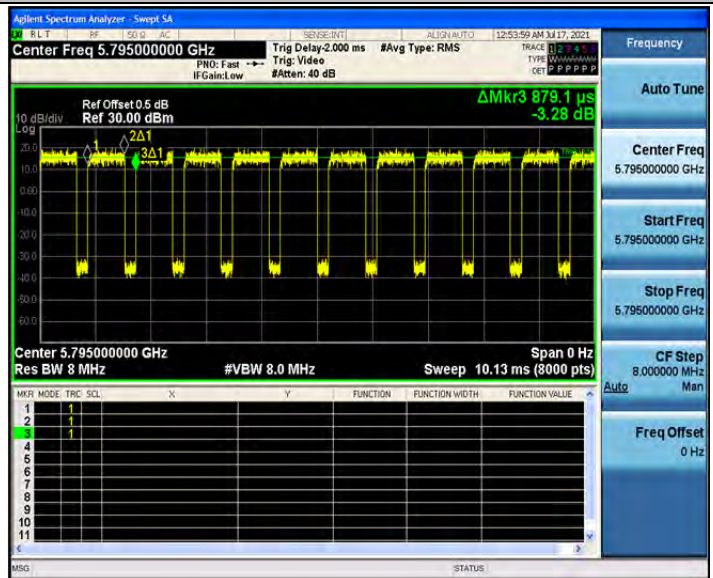 Agilent Spectrum Analyzer - Swept SA
RL T RF 50 Ω AC SENSE:INT ALIGN AUTO 12:53:59 AM Jul 17, 2021
Center Freq 5.795000000 GHz
PNO: Fast
IFGain:Low
Trig Delay-2.000 ms
Trig: Video
#Atten: 40 dB
#Avg Type: RMS
TRACE 1 2 3 4 5 6
TYPE
DET P P P P P P
Frequency
10 dB/div
Log
Ref Offset 0.5 dB
Ref 30.00 dBm
ΔMkr3 879.1 µs
-3.28 dB
20.0
10.0
0.00
-10.0
-20.0
-30.0
-40.0
-50.0
-60.0
1
2Δ1
3Δ1
Center 5.795000000 GHz
Span 0 Hz
Res BW 8 MHz
#VBW 8.0 MHz
Sweep 10.13 ms (8000 pts)
MKR MODE TRC SCL X Y FUNCTION FUNCTION WIDTH FUNCTION VALUE
1 1
2 1
3 1
4
5
6
7
8
9
10
11
MSG
STATUS
Auto Tune
Center Freq
5.795000000 GHz
Start Freq
5.795000000 GHz
Stop Freq
5.795000000 GHz
CF Step
8.000000 MHz
Auto Man
Freq Offset
0 Hz